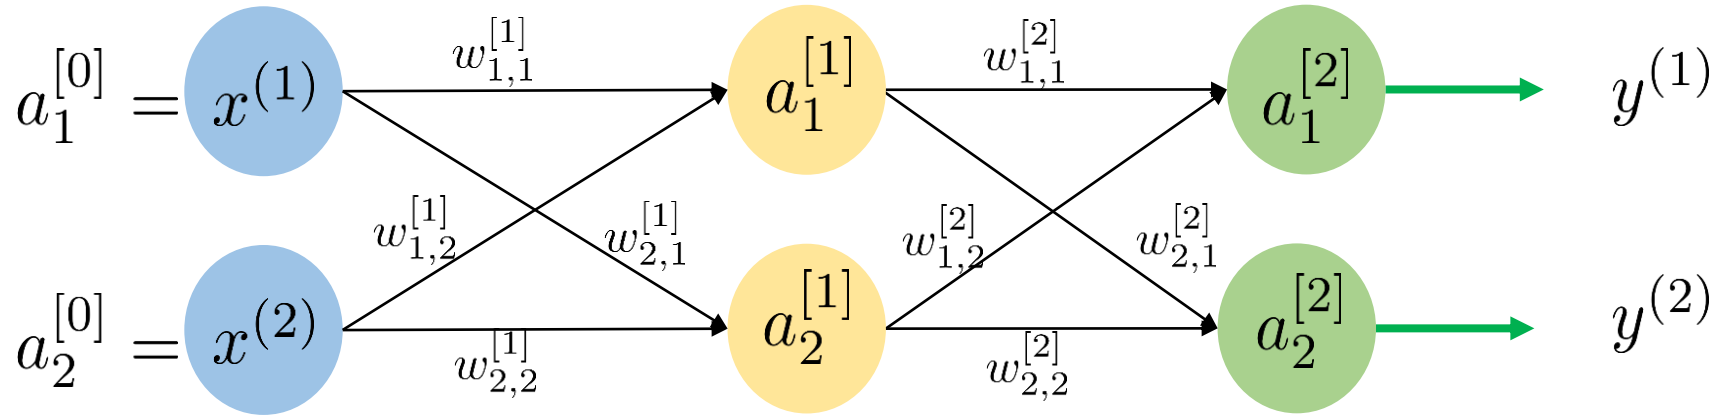 a_1^{[0]} = x^{(1)} w_{1,1}^{[1]} a_1^{[1]} w_{1,1}^{[2]} a_1^{[2]} y^{(1)}
w_{1,2}^{[1]} w_{2,1}^{[1]} w_{1,2}^{[2]} w_{2,1}^{[2]}
a_2^{[0]} = x^{(2)} w_{2,2}^{[1]} a_2^{[1]} w_{2,2}^{[2]} a_2^{[2]} y^{(2)}